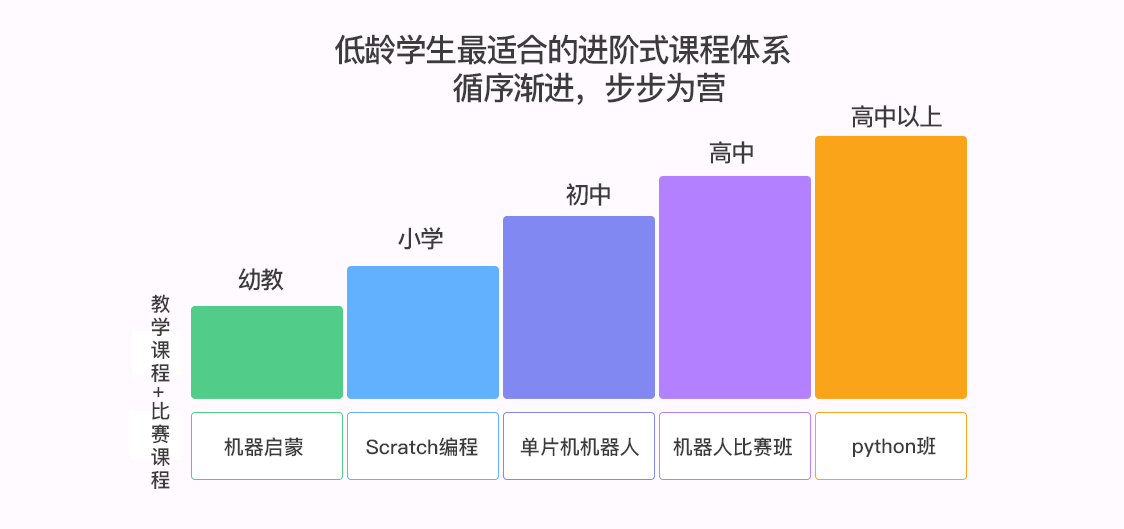 低龄学生最适合的进阶式课程体系
循序渐进，步步为营
高中以上
高中
初中
小学
幼教
教学课程+比赛课程
机器启蒙
Scratch编程
单片机机器人
机器人比赛班
python班